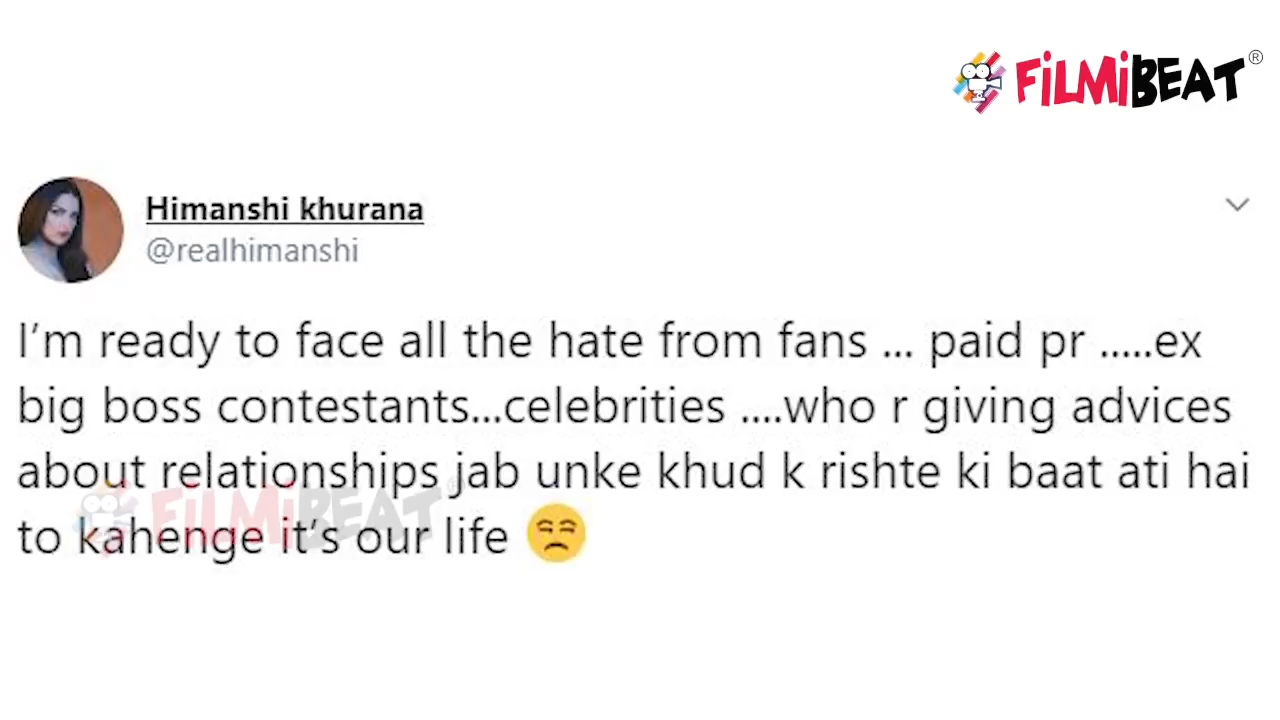 FiLMiBEAT®
Himanshi khurana
@realhimanshi
I’m ready to face all the hate from fans ... paid pr .....ex
big boss contestants...celebrities ....who r giving advices
about relationships jab unke khud k rishte ki baat ati hai
to kahenge it’s our life 😒
FiLMiBEAT®